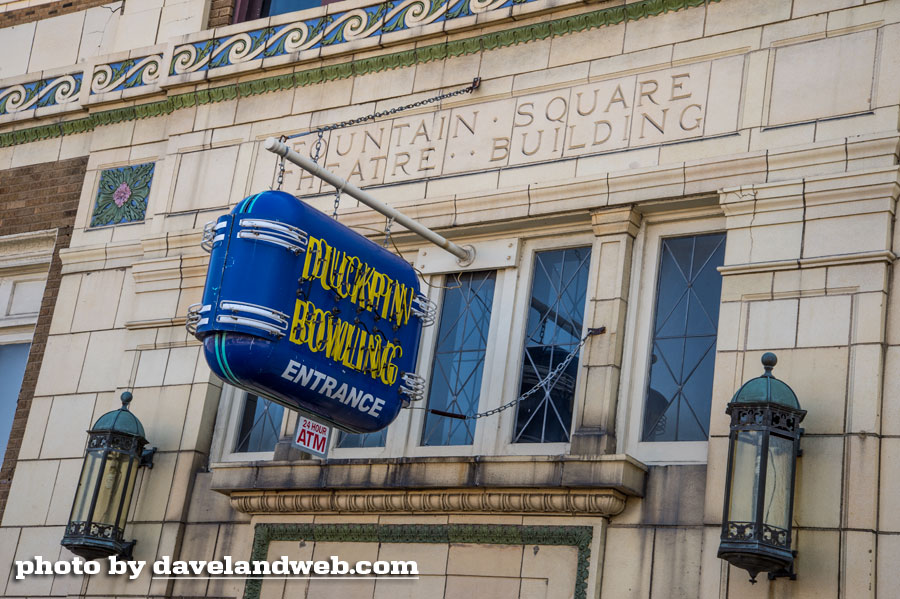 FOUNTAIN · SQUARE
THEATRE · · BUILDING
DUCKPIN
BOWLING
ENTRANCE
24 HOUR
ATM
photo by davelandweb.com